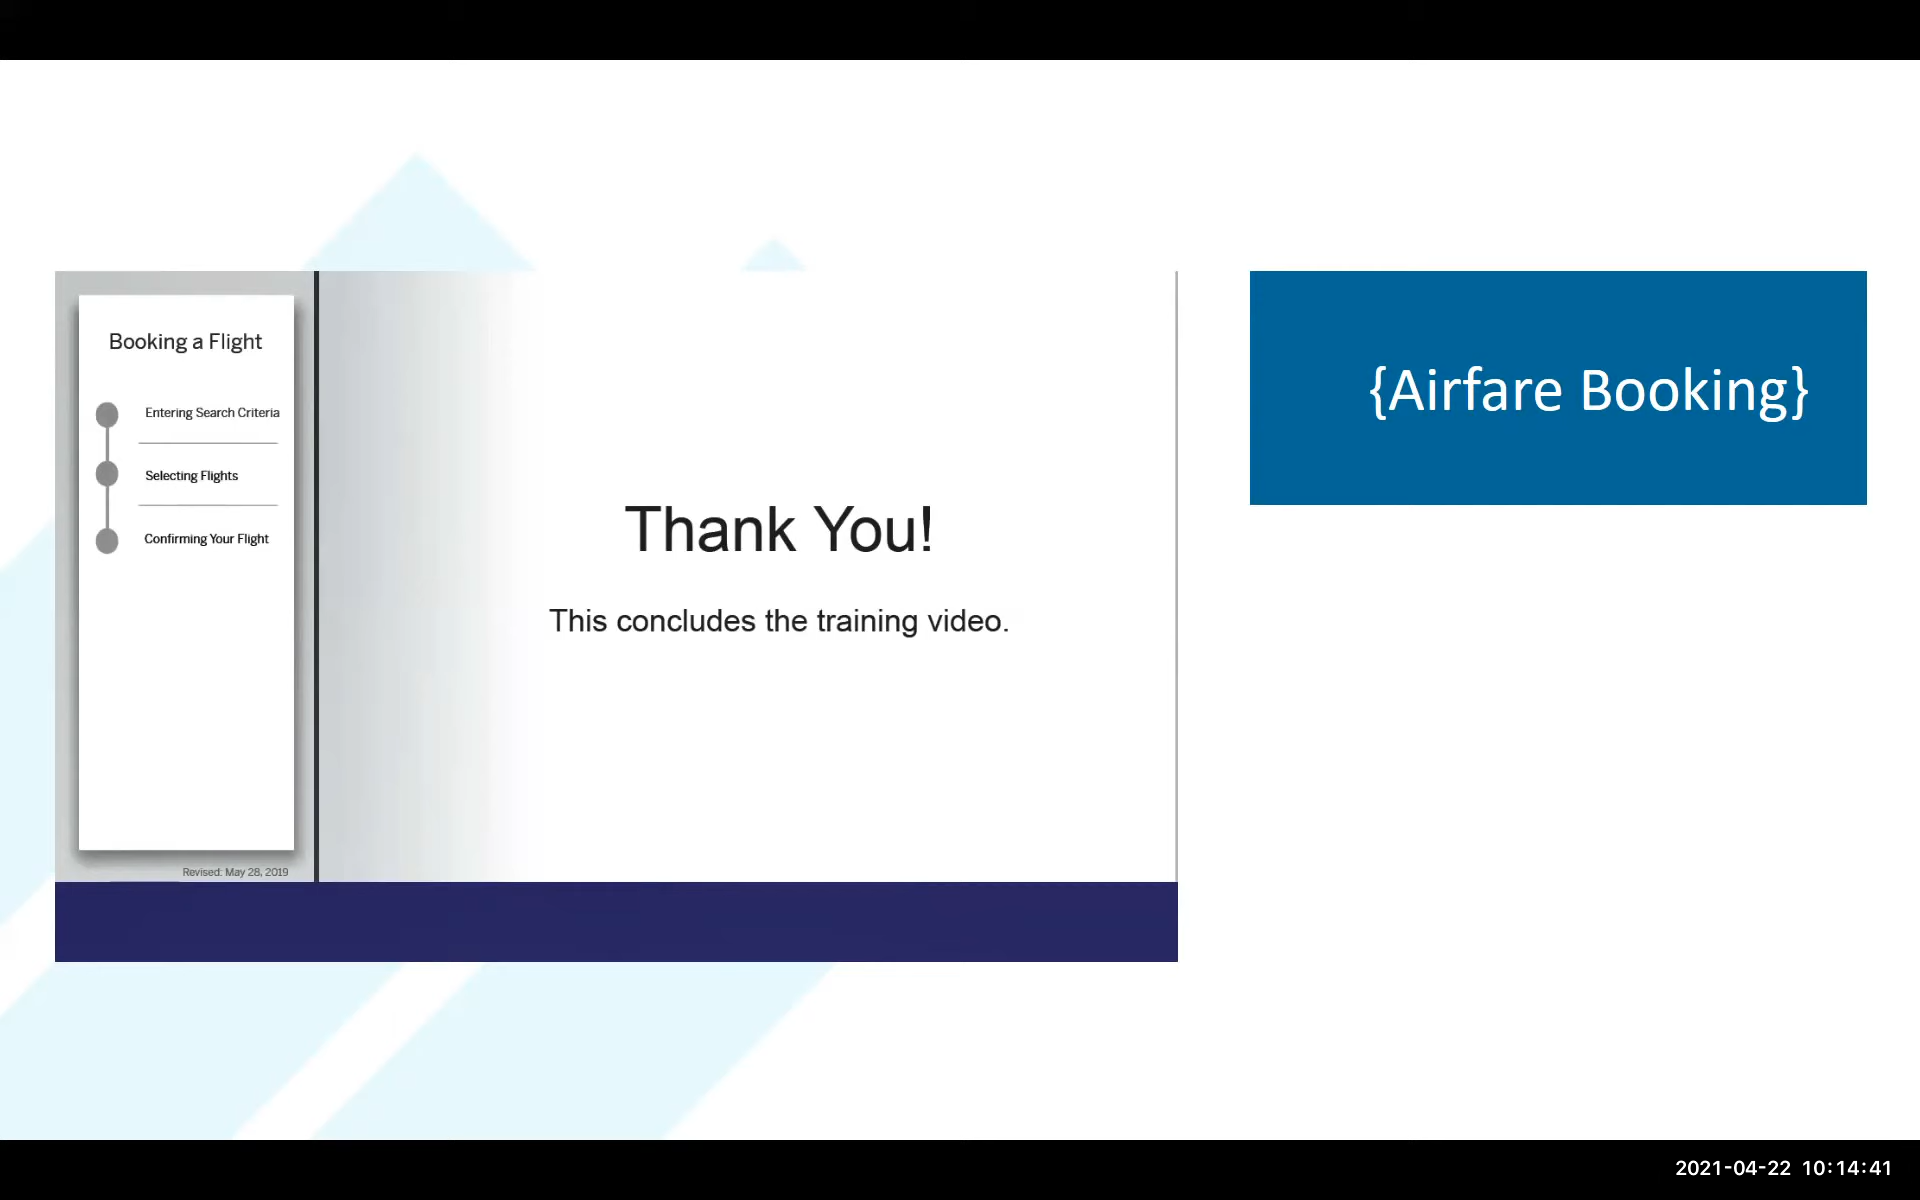 Booking a Flight
Entering Search Criteria
Selecting Flights
Confirming Your Flight
Revised: May 28, 2019
Thank You!
This concludes the training video.
{Airfare Booking}
2021-04-22 10:14:41